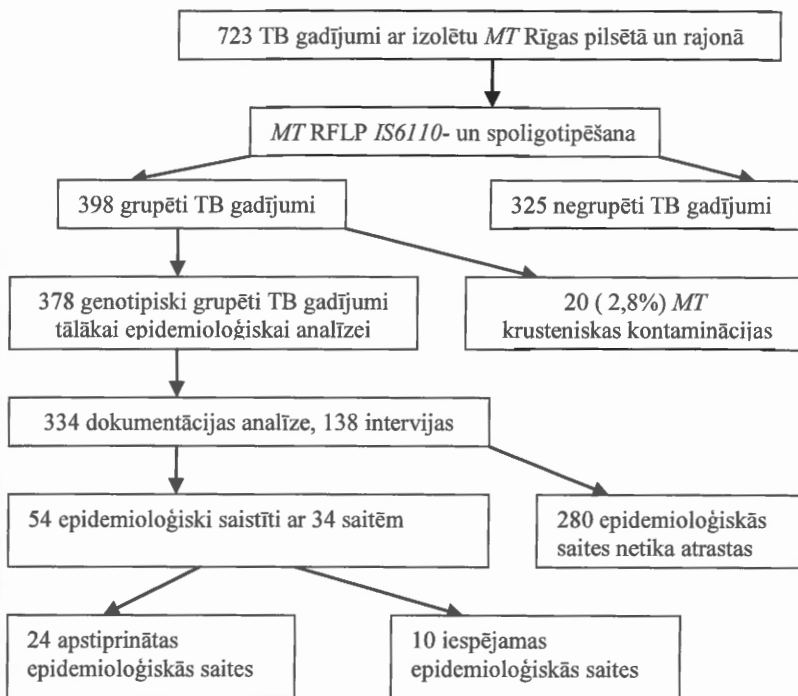 723 TB gadījumi ar izolētu MT Rīgas pilsētā un rajonā
MT RFLP IS6110- un spoligotipēšana
398 grupēti TB gadījumi
325 negrupēti TB gadījumi
378 genotipiski grupēti TB gadījumi
tālākai epidemioloģiskai analīzei
20 ( 2,8%) MT
krusteniskas kontaminācijas
334 dokumentācijas analīze, 138 intervijas
54 epidemioloģiski saistīti ar 34 saitēm
280 epidemioloģiskās
saites netika atrastas
24 apstiprinātas
epidemioloģiskās saites
10 iespējamas
epidemioloģiskās saites